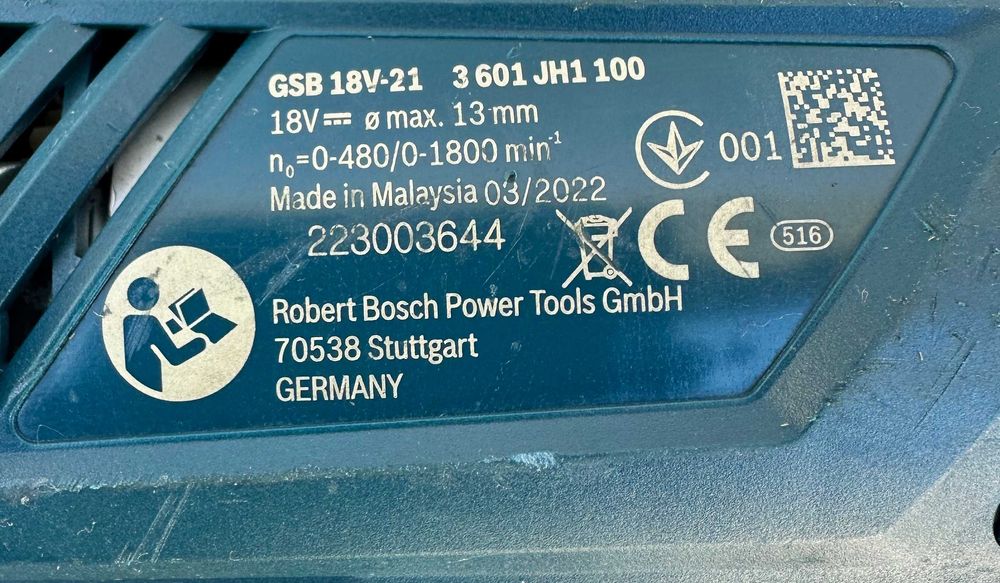 GSB 18V-21 3 601 JH1 100
18V⎓ ø max. 13 mm
n₀=0-480/0-1800 min⁻¹
001
Made in Malaysia 03/2022
223003644
CE
516
Robert Bosch Power Tools GmbH
70538 Stuttgart
GERMANY